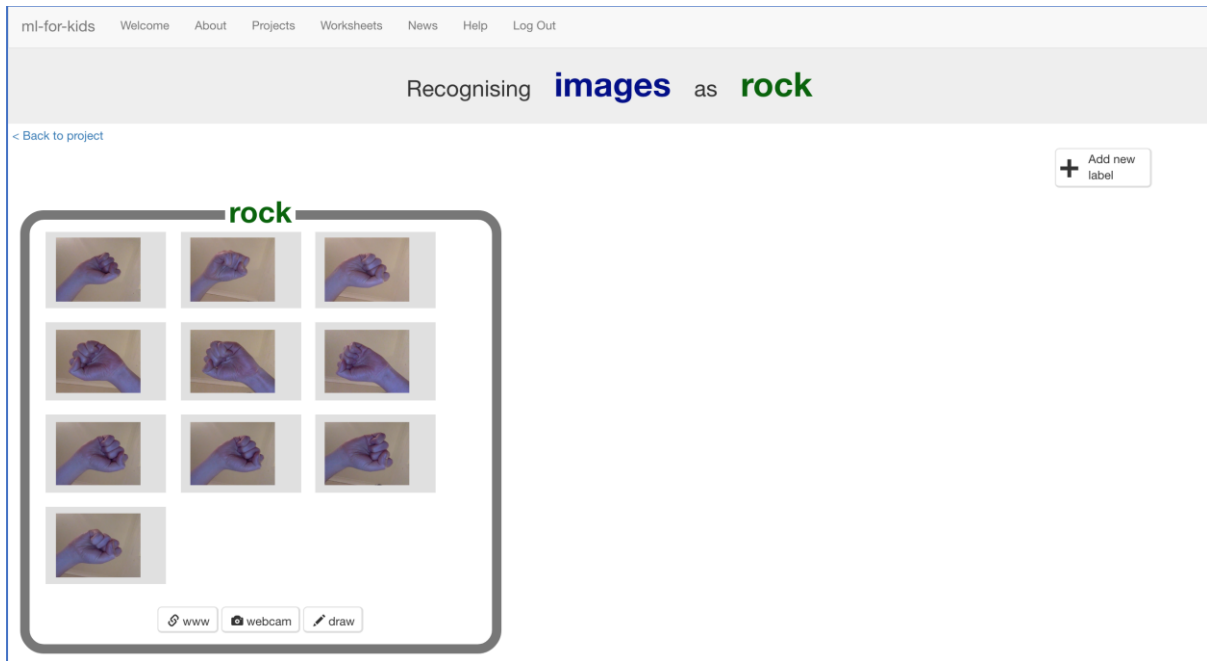 ml-for-kids Welcome About Projects Worksheets News Help Log Out
Recognising images as rock
< Back to project
Add new
label
rock
www webcam draw